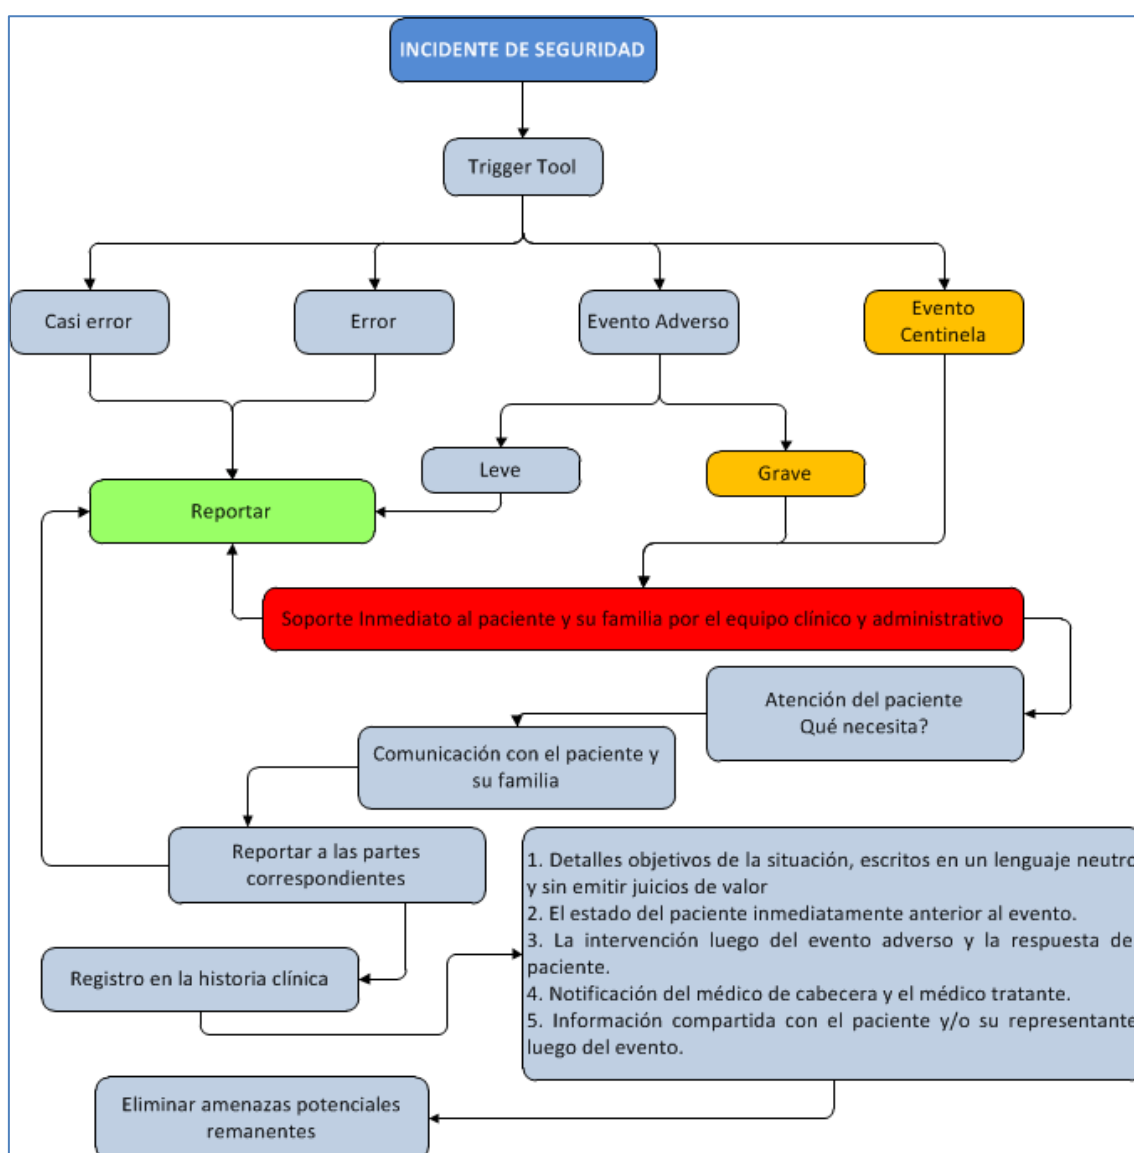 INCIDENTE DE SEGURIDAD
Trigger Tool
Casi error
Error
Evento Adverso
Evento
Centinela
Leve
Grave
Reportar
Soporte Inmediato al paciente y su familia por el equipo clínico y administrativo
Atención del paciente
Qué necesita?
Comunicación con el paciente y
su familia
Reportar a las partes
correspondientes
1. Detalles objetivos de la situación, escritos en un lenguaje neutro
y sin emitir juicios de valor
2. El estado del paciente inmediatamente anterior al evento.
3. La intervención luego del evento adverso y la respuesta de
paciente.
4. Notificación del médico de cabecera y el médico tratante.
5. Información compartida con el paciente y/o su representante
luego del evento.
Registro en la historia clínica
Eliminar amenazas potenciales
remanentes